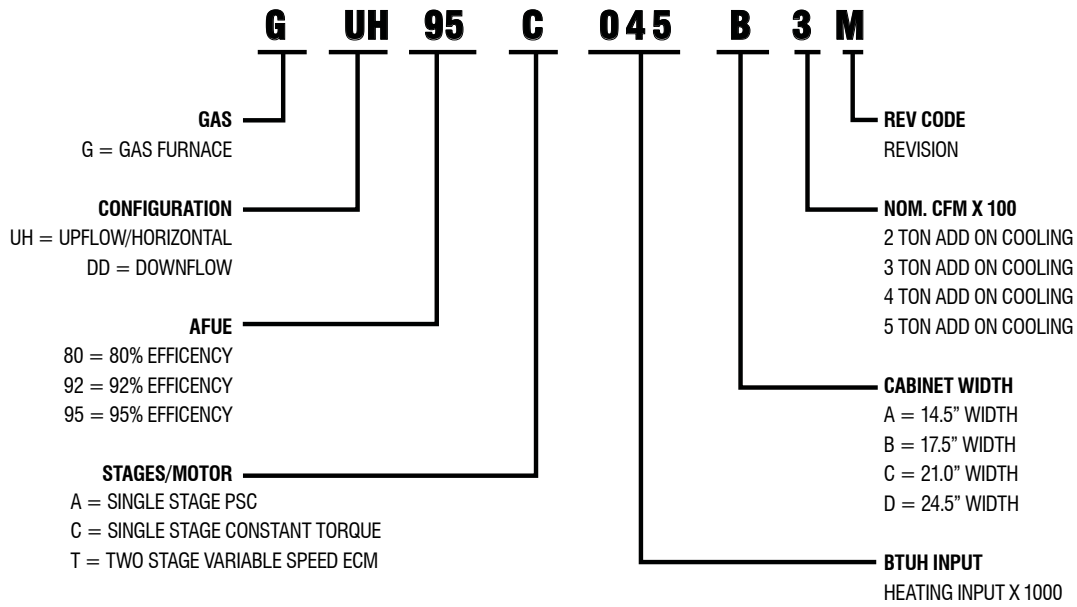 G UH 95 C 045 B 3 M
GAS
G = GAS FURNACE
CONFIGURATION
UH = UPFLOW/HORIZONTAL
DD = DOWNFLOW
AFUE
80 = 80% EFFICENCY
92 = 92% EFFICENCY
95 = 95% EFFICENCY
STAGES/MOTOR
A = SINGLE STAGE PSC
C = SINGLE STAGE CONSTANT TORQUE
T = TWO STAGE VARIABLE SPEED ECM
REV CODE
REVISION
NOM. CFM X 100
2 TON ADD ON COOLING
3 TON ADD ON COOLING
4 TON ADD ON COOLING
5 TON ADD ON COOLING
CABINET WIDTH
A = 14.5” WIDTH
B = 17.5” WIDTH
C = 21.0” WIDTH
D = 24.5” WIDTH
BTUH INPUT
HEATING INPUT X 1000